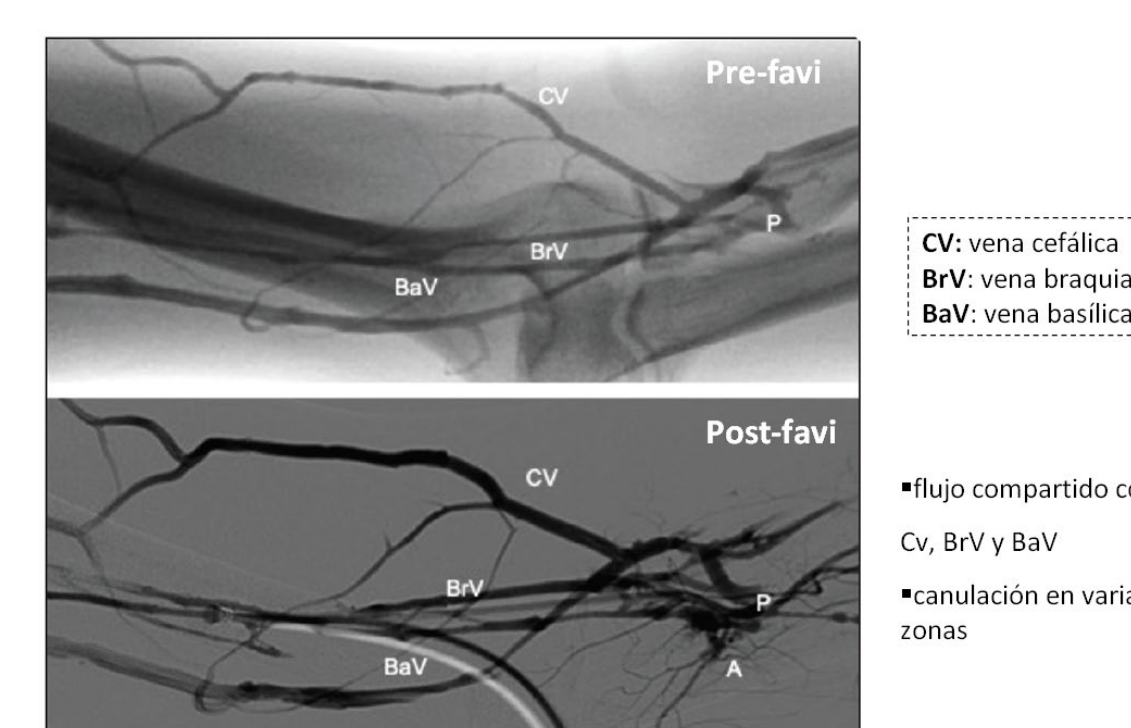 Pre-favi
CV
P
BrV
BaV
CV: vena cefálica
BrV: vena braquia
BaV: vena basílica
Post-favi
CV
BrV
P
BaV
A
▪flujo compartido co
Cv, BrV y BaV
▪canulación en varia
zonas